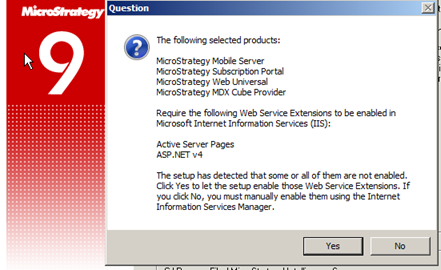 MicroStrategy
9
Question
The following selected products:
MicroStrategy Mobile Server
MicroStrategy Subscription Portal
MicroStrategy Web Universal
MicroStrategy MDX Cube Provider
Require the following Web Service Extensions to be enabled in
Microsoft Internet Information Services (IIS):
Active Server Pages
ASP.NET v4
The setup has detected that some or all of them are not enabled.
Click Yes to let the setup enable those Web Service Extensions. If
you click No, you must manually enable them using the Internet
Information Services Manager.
Yes
No